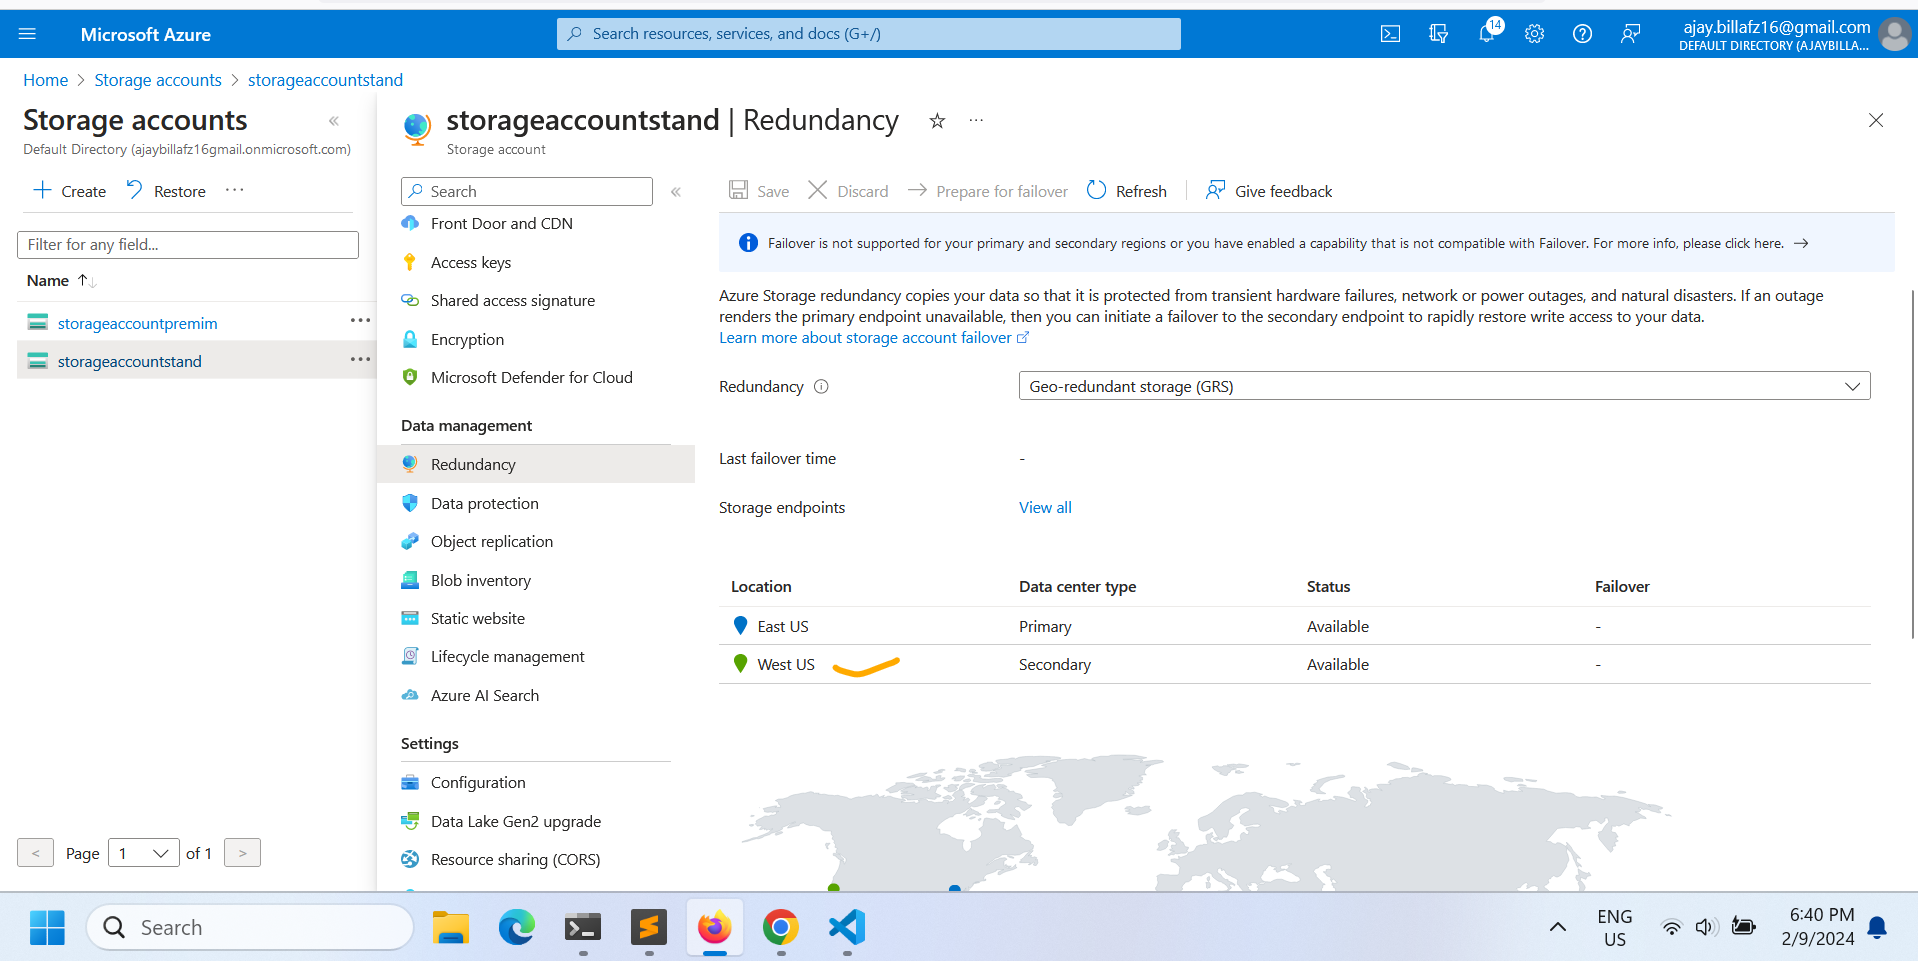 Microsoft Azure
Search resources, services, and docs (G+/)
14
ajay.billafz16@gmail.com
DEFAULT DIRECTORY (AJAYBILLA...
Home > Storage accounts > storageaccountstand
Storage accounts
Default Directory (ajaybillafz16gmail.onmicrosoft.com)
Create
Restore
...
Filter for any field...
Name
storageaccountpremim
...
storageaccountstand
...
< Page 1 of 1 >
storageaccountstand | Redundancy
...
Storage account
Search
Front Door and CDN
Access keys
Shared access signature
Encryption
Microsoft Defender for Cloud
Data management
Redundancy
Data protection
Object replication
Blob inventory
Static website
Lifecycle management
Azure AI Search
Settings
Configuration
Data Lake Gen2 upgrade
Resource sharing (CORS)
Save
Discard
Prepare for failover
Refresh
Give feedback
Failover is not supported for your primary and secondary regions or you have enabled a capability that is not compatible with Failover. For more info, please click here. →
Azure Storage redundancy copies your data so that it is protected from transient hardware failures, network or power outages, and natural disasters. If an outage
renders the primary endpoint unavailable, then you can initiate a failover to the secondary endpoint to rapidly restore write access to your data.
Learn more about storage account failover
Redundancy
Geo-redundant storage (GRS)
Last failover time
-
Storage endpoints
View all
Location Data center type Status Failover
East US Primary Available -
West US Secondary Available -
Search
ENG
US
6:40 PM
2/9/2024